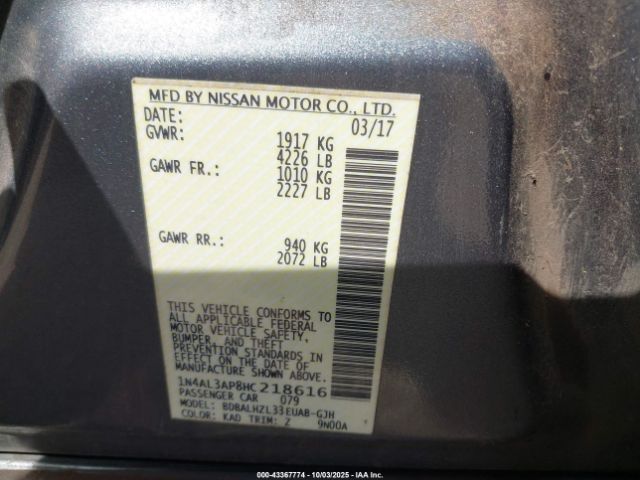 MFD BY NISSAN MOTOR CO., LTD.
DATE: 03/17
GVWR: 1917 KG
4226 LB
GAWR FR.: 1010 KG
2227 LB
GAWR RR.: 940 KG
2072 LB
THIS VEHICLE CONFORMS TO
ALL APPLICABLE FEDERAL
MOTOR VEHICLE SAFETY,
BUMPER, AND THEFT
PREVENTION STANDARDS IN
EFFECT ON THE DATE OF
MANUFACTURE SHOWN ABOVE.
1N4AL3AP8HC218616
PASSENGER CAR 079
MODEL: BDBALHZL33EUAB-GJH
COLOR: KAD TRIM: Z 9N00A
000-43367774 | 10/03/2025 | IAA Inc.